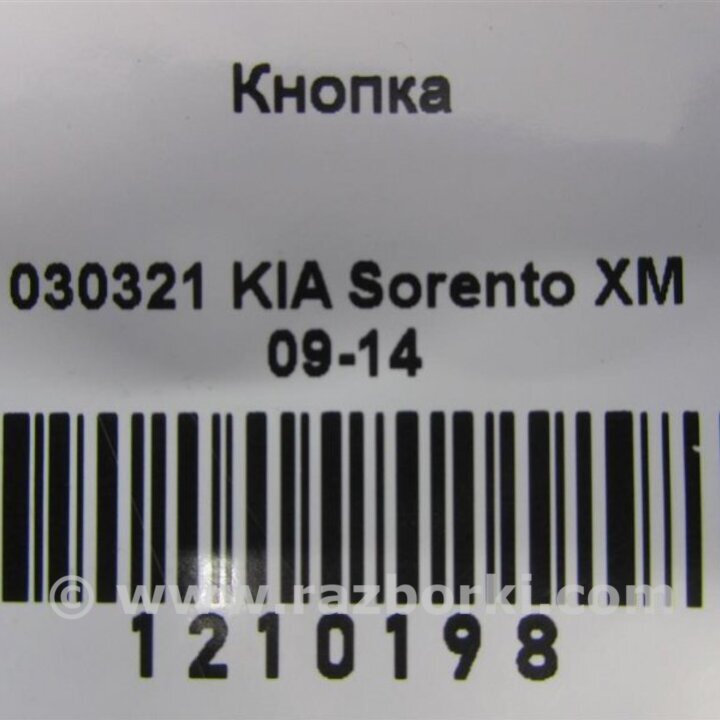 Кнопка
030321 KIA Sorento XM
09-14
© www.razborki.com
1210198